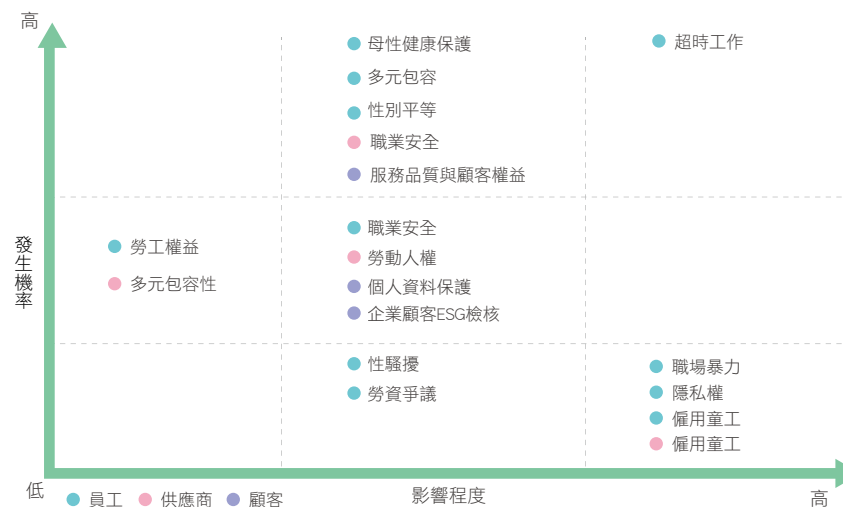 高
母性健康保護
超時工作
多元包容
性別平等
職業安全
服務品質與顧客權益
發生機率
勞工權益
多元包容性
職業安全
勞動人權
個人資料保護
企業顧客ESG檢核
性騷擾
勞資爭議
職場暴力
隱私權
僱用童工
僱用童工
低
員工
供應商
顧客
影響程度
高